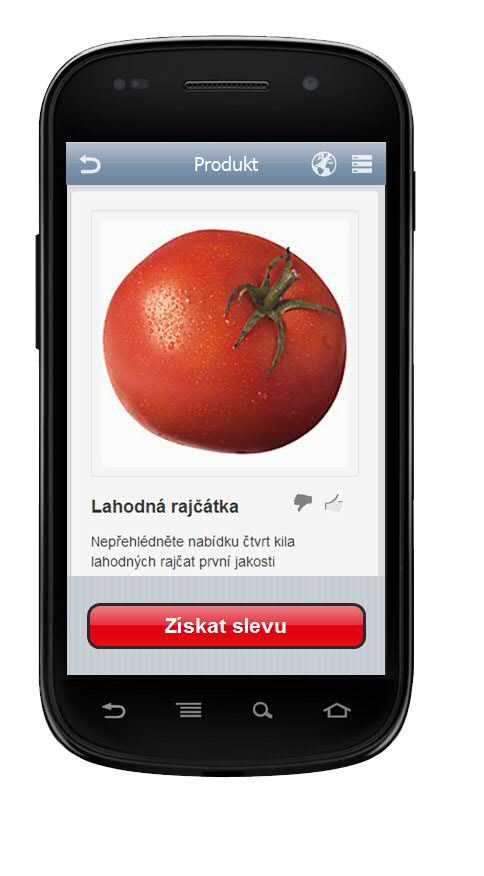 Produkt
Lahodná rajčátka
Nepřehlédněte nabídku čtvrt kila
lahodných rajčat první jakosti
Získat slevu